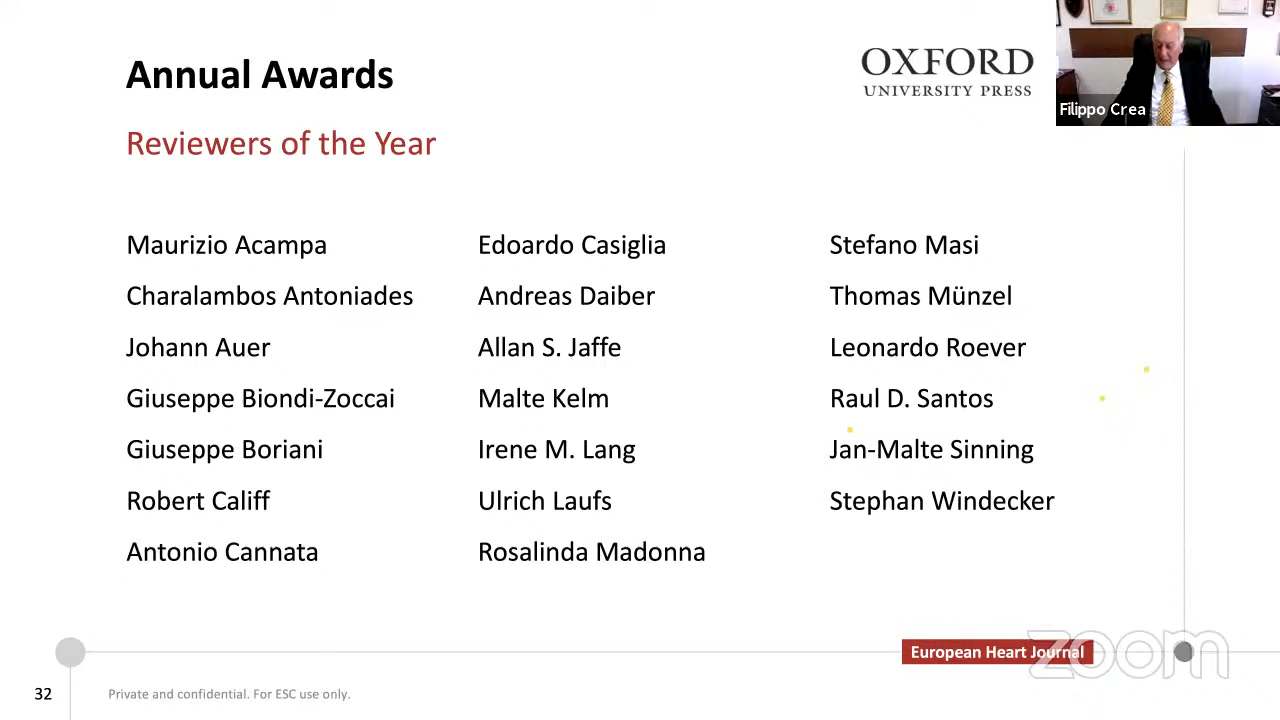 Annual Awards
OXFORD
UNIVERSITY PRESS
Filippo Crea
Reviewers of the Year
Maurizio Acampa
Charalambos Antoniades
Johann Auer
Giuseppe Biondi-Zoccai
Giuseppe Boriani
Robert Califf
Antonio Cannata
Edoardo Casiglia
Andreas Daiber
Allan S. Jaffe
Malte Kelm
Irene M. Lang
Ulrich Laufs
Rosalinda Madonna
Stefano Masi
Thomas Münzel
Leonardo Roever
Raul D. Santos
Jan-Malte Sinning
Stephan Windecker
European Heart Journal
zoom
32
Private and confidential. For ESC use only.